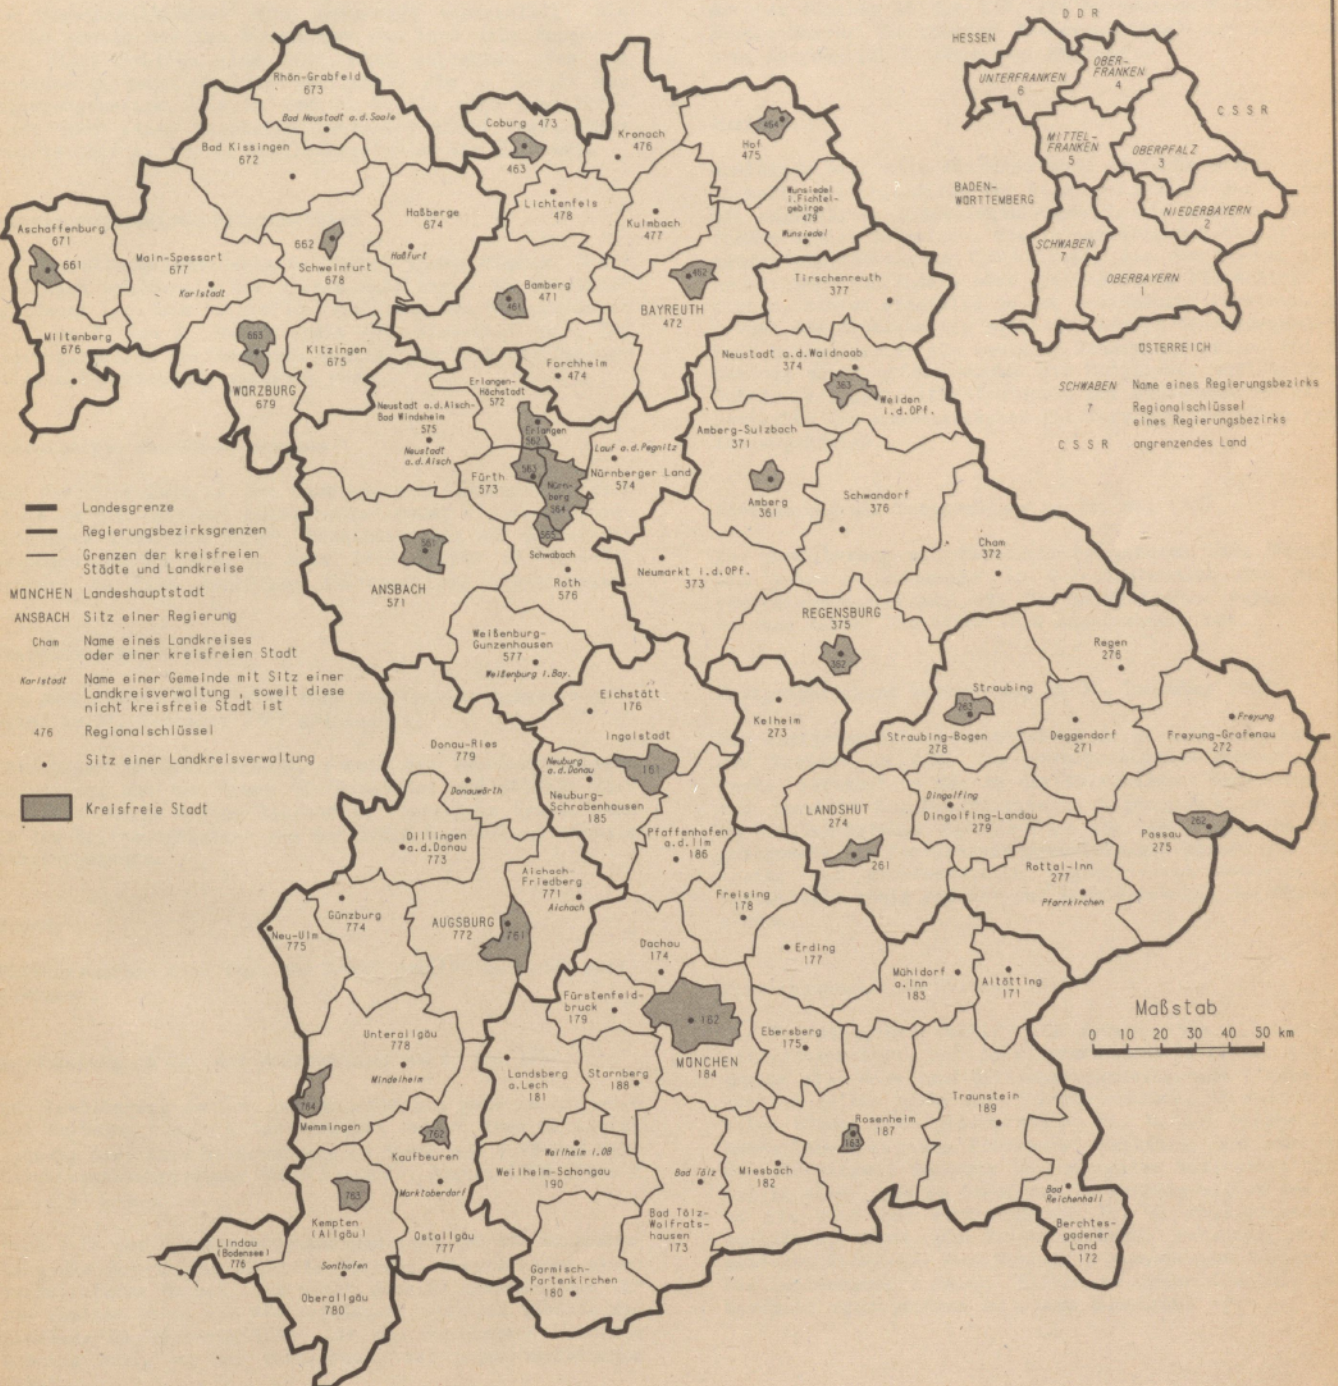 Rhön-Grabfeld
673
Bad Neustadt a.d.Saale
Bad Kissingen
672
Coburg 473
463
Kronach
476
464
Hof
475
Lichtenfels
478
Kulmbach
477
Wunsiedel
i.Fichtel-
gebirge
479
Wunsiedel
Haßberge
674
Haßfurt
Aschaffenburg
671
661
Main-Spessart
677
Karlstadt
662
Schweinfurt
678
Miltenberg
676
663
WÜRZBURG
679
Kitzingen
675
Bamberg
471
461
462
BAYREUTH
472
Forchheim
474
Tirschenreuth
377
Neustadt a.d.Waldnaab
374
363
Weiden
i.d.OPf.
Erlangen-
Höchstadt
572
Neustadt a.d.Aisch-
Bad Windsheim
575
Neustadt
a.d.Aisch
Erlangen
562
Fürth
573
563
Nürn-
berg
564
565
Lauf a.d.Pegnitz
Nürnberger Land
574
Amberg-Sulzbach
371
Amberg
361
Schwandorf
376
Cham
372
561
ANSBACH
571
Schwabach
Roth
576
Neumarkt i.d.OPf.
373
REGENSBURG
375
362
Weißenburg-
Gunzenhausen
577
Weißenburg i.Bay.
Eichstätt
176
Ingolstadt
161
Kelheim
273
Straubing
263
Straubing-Bogen
278
Regen
276
Deggendorf
271
Freyung
Freyung-Grafenau
272
Donau-Ries
779
Donauwörth
Neuburg
a.d.Donau
Neuburg-
Schrobenhausen
185
Pfaffenhofen
a.d.Ilm
186
LANDSHUT
274
261
Dingolfing
Dingolfing-Landau
279
Rottal-Inn
277
Pfarrkirchen
262
Passau
275
Dillingen
a.d.Donau
773
Aichach-
Friedberg
771
Aichach
Günzburg
774
Neu-Ulm
775
AUGSBURG
772
761
Freising
178
Dachau
174
Erding
177
Mühldorf
a.Inn
183
Altötting
171
Fürstenfeld-
bruck
179
162
MÜNCHEN
184
Ebersberg
175
Unterallgäu
778
Mindelheim
764
Memmingen
Landsberg
a.Lech
181
Starnberg
188
Rosenheim
187
163
Traunstein
189
762
Kaufbeuren
Marktoberdorf
Ostallgäu
777
Weilheim i.OB
Weilheim-Schongau
190
Bad Tölz
Bad Tölz-
Wolfrats-
hausen
173
Miesbach
182
Bad
Reichenhall
Berchtes-
gadener
Land
172
763
Kempten
(Allgäu)
Lindau
(Bodensee)
776
Sonthofen
Oberallgäu
780
Garmisch-
Partenkirchen
180
D D R
HESSEN
UNTERFRANKEN
6
OBER-
FRANKEN
4
C S S R
MITTEL-
FRANKEN
5
OBERPFALZ
3
BADEN-
WÜRTTEMBERG
NIEDERBAYERN
2
SCHWABEN
7
OBERBAYERN
1
ÖSTERREICH
SCHWABEN Name eines Regierungsbezirks
7 Regionalschlüssel
eines Regierungsbezirks
C S S R angrenzendes Land
Landesgrenze
Regierungsbezirksgrenzen
Grenzen der kreisfreien
Städte und Landkreise
MÜNCHEN Landeshauptstadt
ANSBACH Sitz einer Regierung
Cham Name eines Landkreises
oder einer kreisfreien Stadt
Karlstadt Name einer Gemeinde mit Sitz einer
Landkreisverwaltung , soweit diese
nicht kreisfreie Stadt ist
476 Regionalschlüssel
Sitz einer Landkreisverwaltung
Kreisfreie Stadt
Maßstab
0 10 20 30 40 50 km